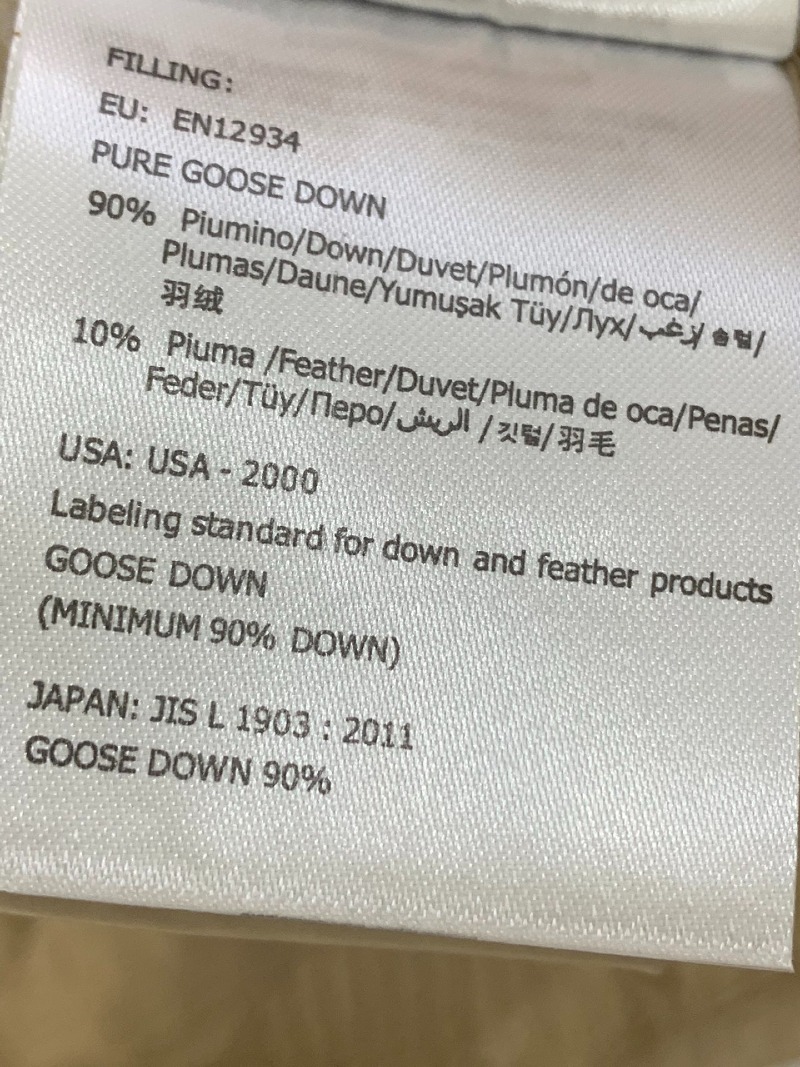 FILLING:
EU: EN12934
PURE GOOSE DOWN
90% Piumino/Down/Duvet/Plumón/de oca/
Plumas/Daune/Yumuşak Tüy/Пух/زغب/솜털/
羽绒
10% Piuma /Feather/Duvet/Pluma de oca/Penas/
Feder/Tüy/Перо/الريش /깃털/羽毛
USA: USA - 2000
Labeling standard for down and feather products
GOOSE DOWN
(MINIMUM 90% DOWN)
JAPAN: JIS L 1903 : 2011
GOOSE DOWN 90%